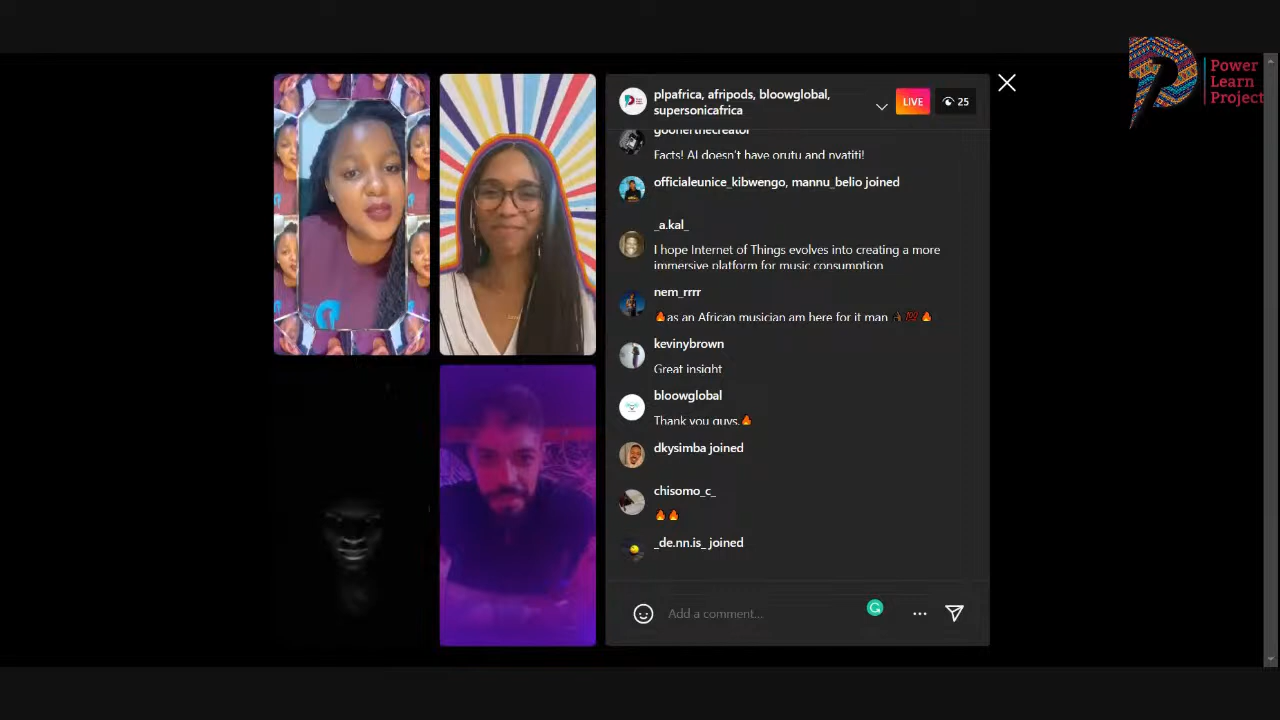 Power
Learn
Project
plpafrica, afripods, bloowglobal,
supersonicafrica
LIVE
25
goonerthecreator
Facts! AI doesn't have orutu and nyatiti!
officialeunice_kibwengo, mannu_belio joined
_a.kal_
I hope Internet of Things evolves into creating a more
immersive platform for music consumption
nem_rrrr
🔥as an African musician am here for it man 💯🔥
kevinybrown
Great insight
bloowglobal
Thank you guys.🔥
dkysimba joined
chisomo_c_
🔥🔥
_de.nn.is_ joined
Add a comment...